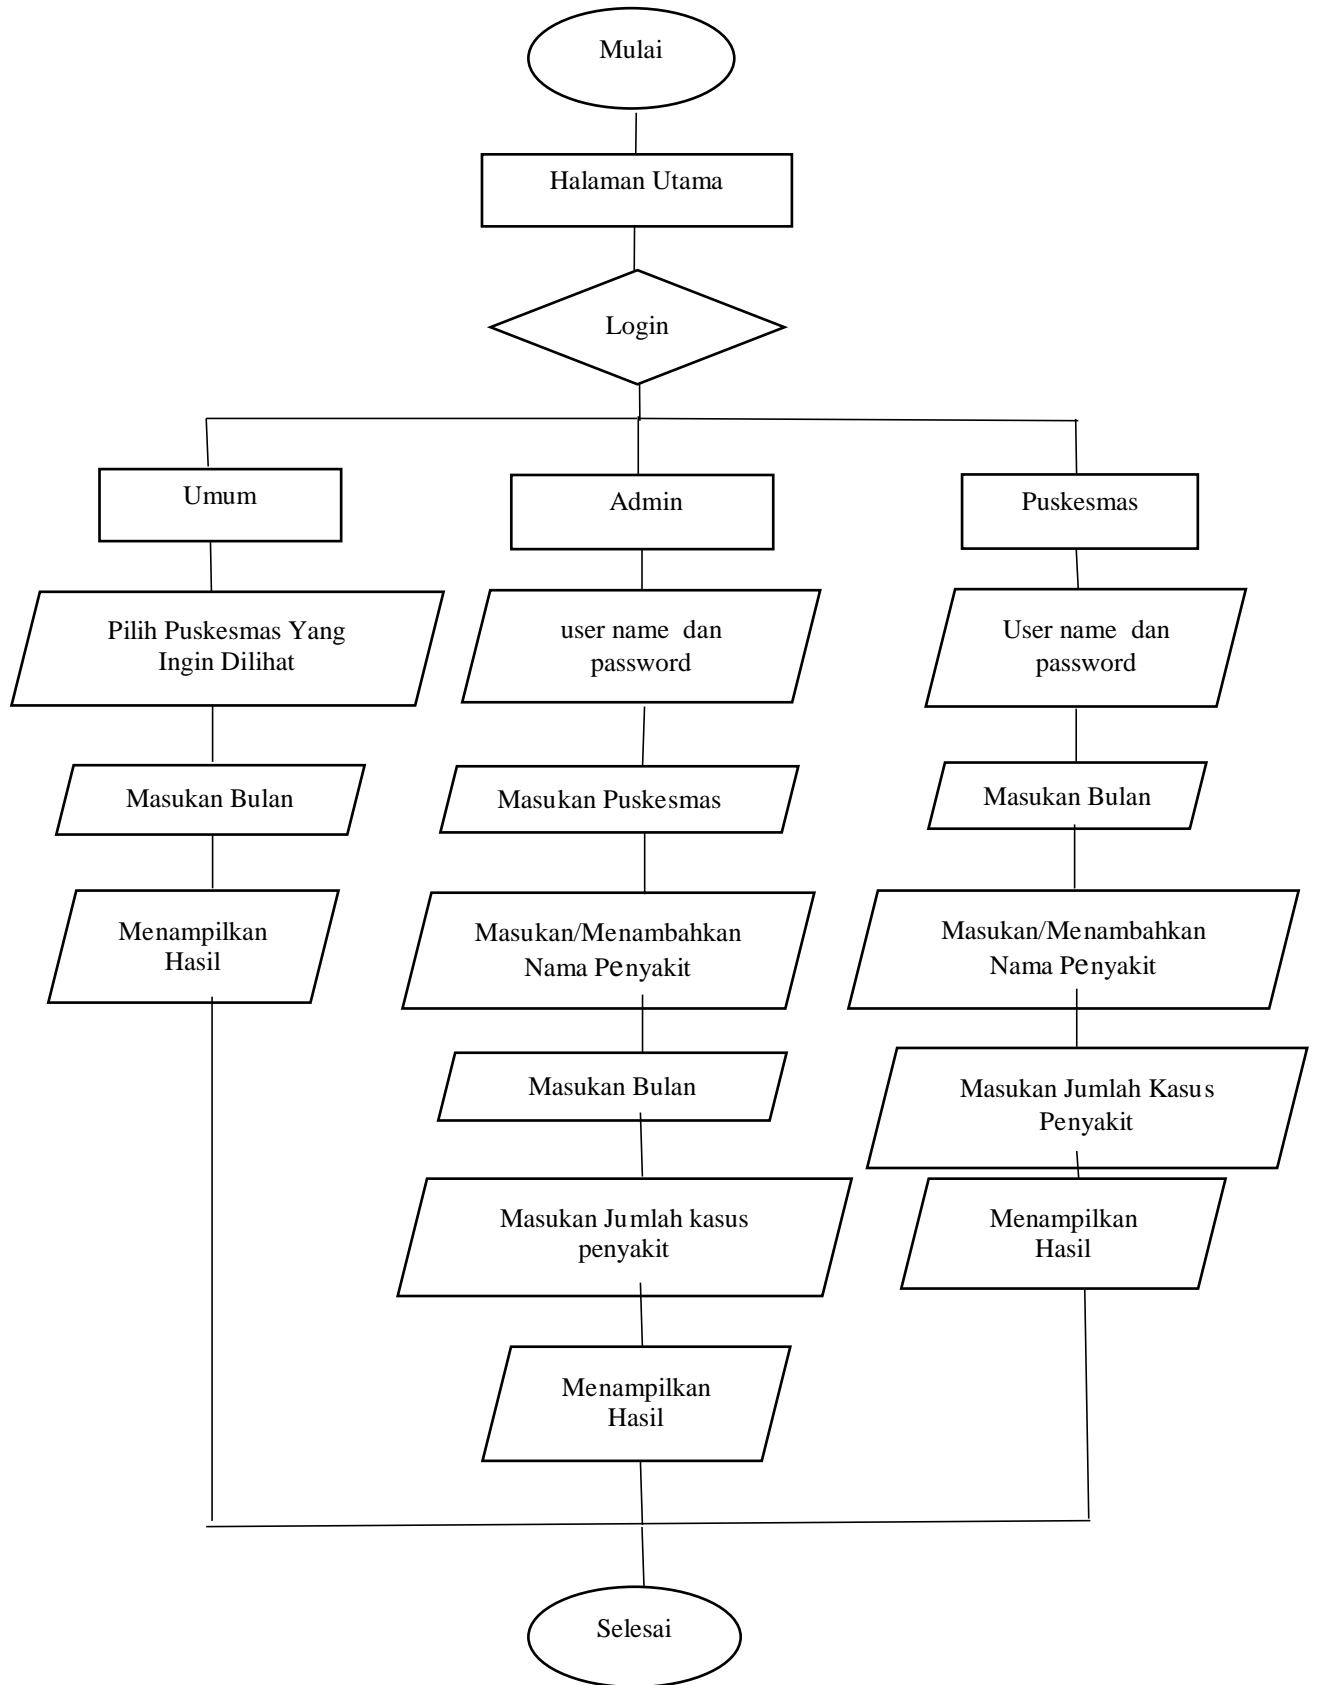 Mulai
Halaman Utama
Login
Umum
Pilih Puskesmas Yang
Ingin Dilihat
Masukan Bulan
Menampilkan
Hasil
Admin
user name  dan
password
Masukan Puskesmas
Masukan/Menambahkan
Nama Penyakit
Masukan Bulan
Masukan Jumlah kasus
penyakit
Menampilkan
Hasil
Puskesmas
User name  dan
password
Masukan Bulan
Masukan/Menambahkan
Nama Penyakit
Masukan Jumlah Kasus
Penyakit
Menampilkan
Hasil
Selesai